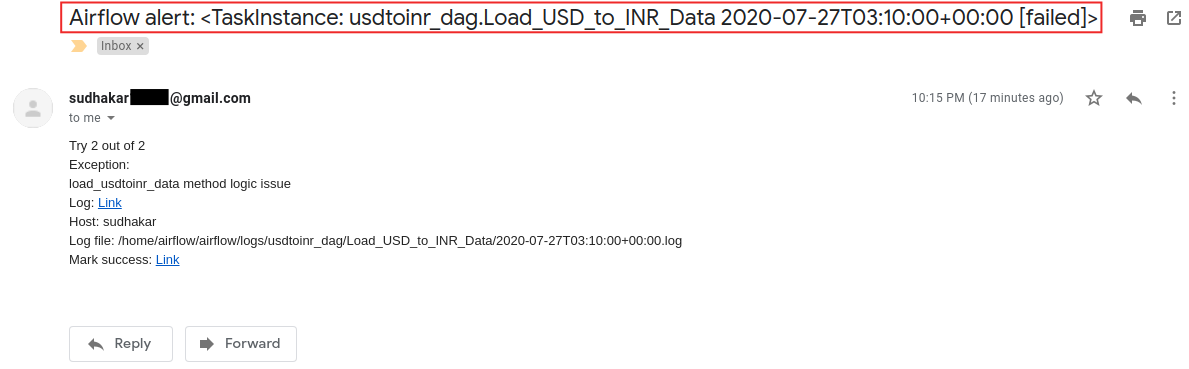 Airflow alert: <TaskInstance: usdtoinr_dag.Load_USD_to_INR_Data 2020-07-27T03:10:00+00:00 [failed]>
Inbox ×
sudhakar @gmail.com 10:15 PM (17 minutes ago)
to me
Try 2 out of 2
Exception:
load_usdtoinr_data method logic issue
Log: Link
Host: sudhakar
Log file: /home/airflow/airflow/logs/usdtoinr_dag/Load_USD_to_INR_Data/2020-07-27T03:10:00+00:00.log
Mark success: Link
Reply Forward